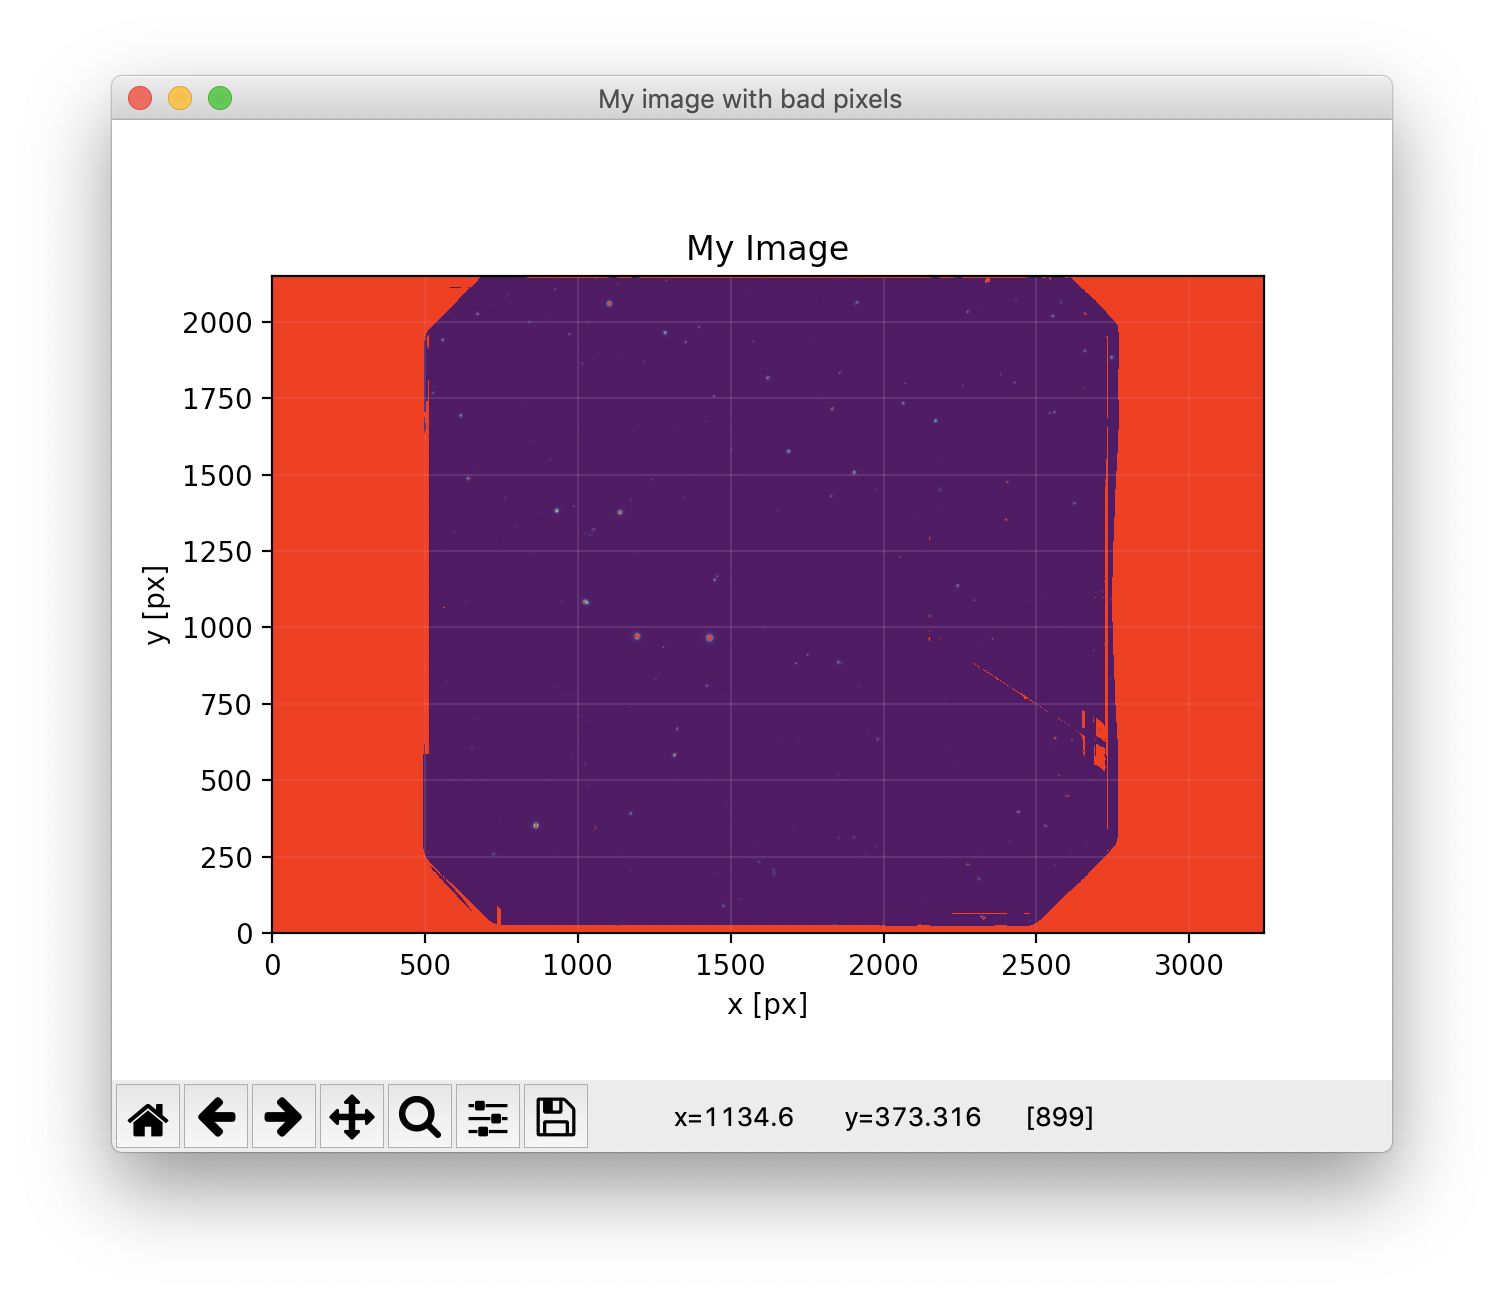 My image with bad pixels
My Image
2000
1750
1500
1250
1000
750
500
250
0
y [px]
0 500 1000 1500 2000 2500 3000
x [px]
x=1134.6 y=373.316 [899]